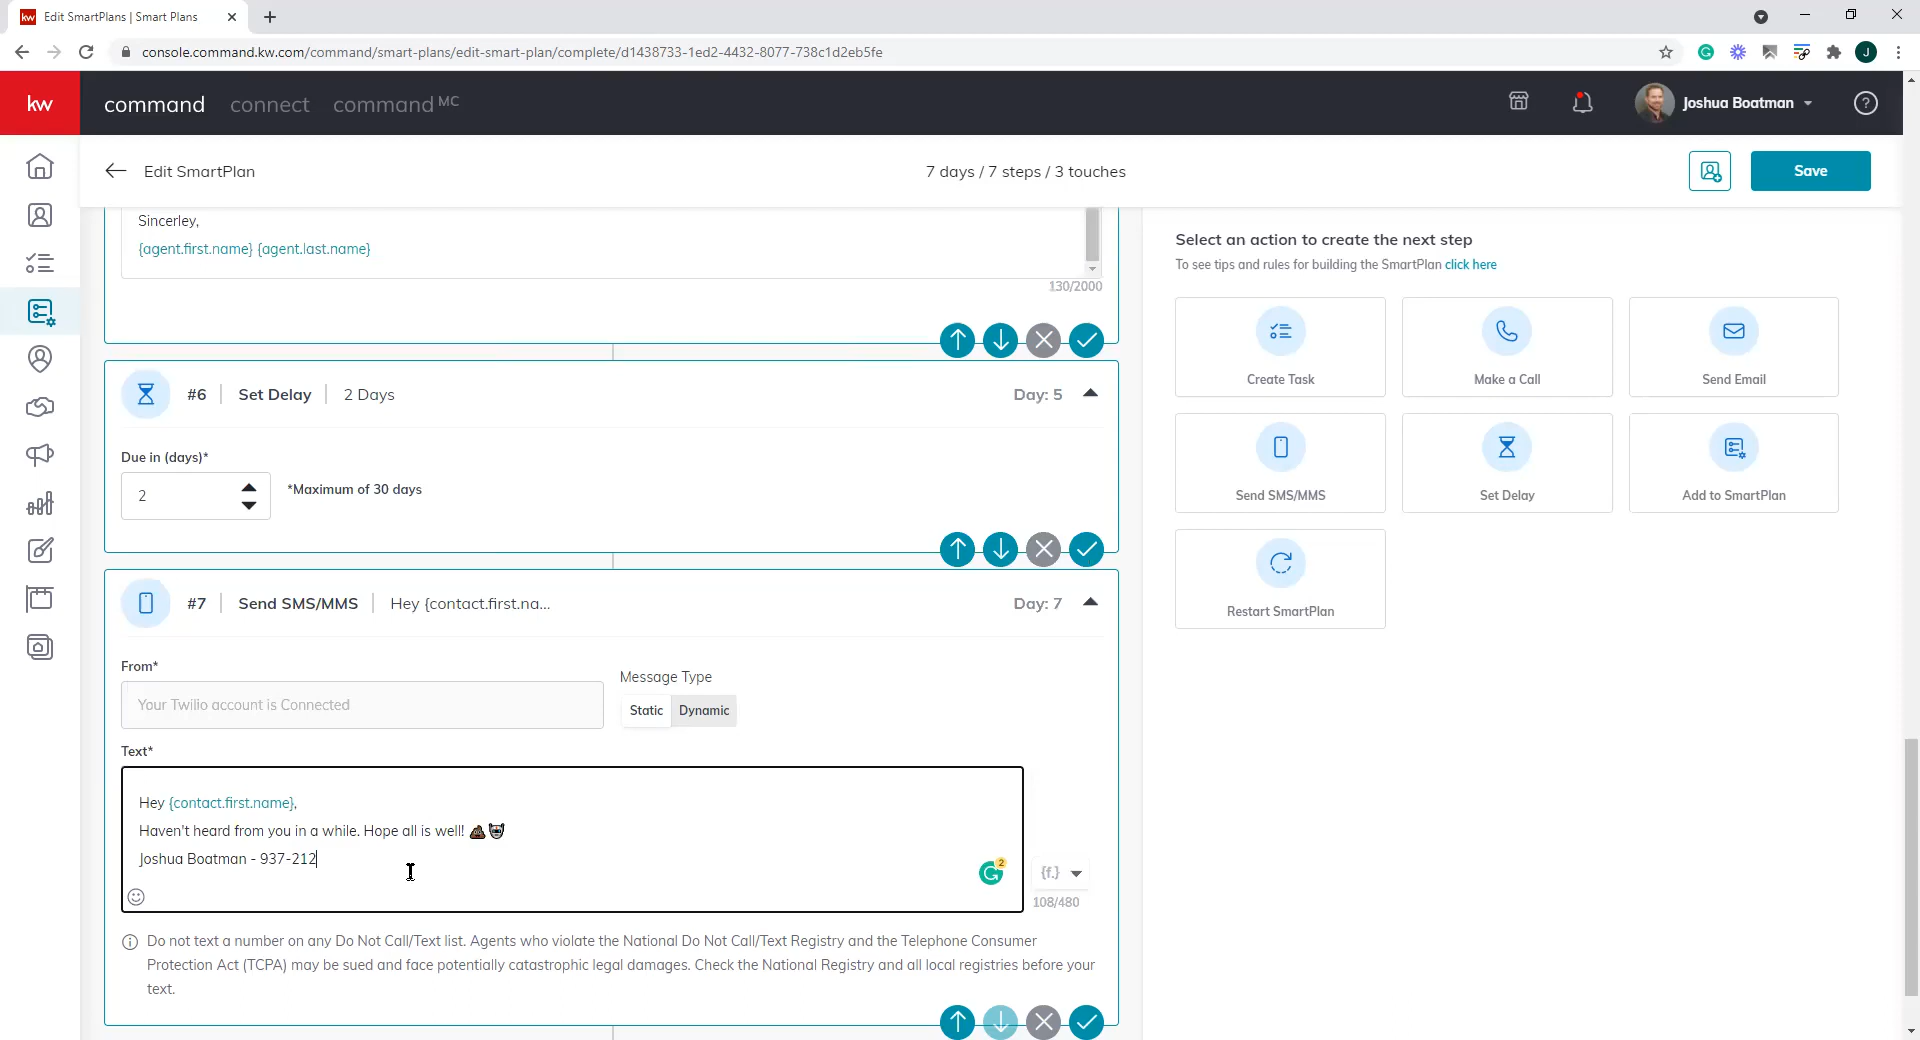 kw
Edit SmartPlans | Smart Plans
console.command.kw.com/command/smart-plans/edit-smart-plan/complete/d1438733-1ed2-4432-8077-738c1d2eb5fe
J
kw
command
connect
command MC
Joshua Boatman
Edit SmartPlan
7 days / 7 steps / 3 touches
Save
Sincerley,
{agent.first.name} {agent.last.name}
130/2000
#6
Set Delay
2 Days
Day: 5
Due in (days)*
2
*Maximum of 30 days
#7
Send SMS/MMS
Hey {contact.first.na...
Day: 7
From*
Your Twilio account is Connected
Message Type
Static
Dynamic
Text*
Hey {contact.first.name},
Haven't heard from you in a while. Hope all is well! 💩🤖
Joshua Boatman - 937-212
2
{f.}
108/480
Do not text a number on any Do Not Call/Text list. Agents who violate the National Do Not Call/Text Registry and the Telephone Consumer
Protection Act (TCPA) may be sued and face potentially catastrophic legal damages. Check the National Registry and all local registries before your
text.
Select an action to create the next step
To see tips and rules for building the SmartPlan click here
Create Task
Make a Call
Send Email
Send SMS/MMS
Set Delay
Add to SmartPlan
Restart SmartPlan